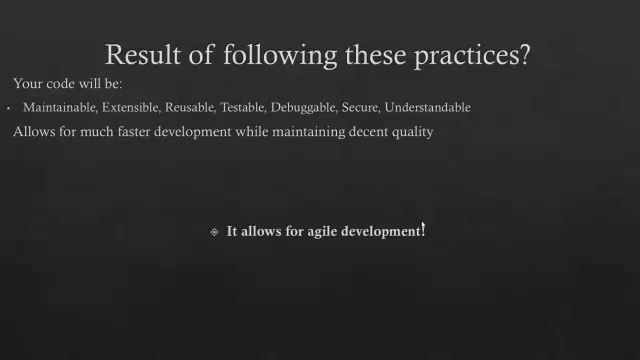 Result of following these practices?
Your code will be:
• Maintainable, Extensible, Reusable, Testable, Debuggable, Secure, Understandable
Allows for much faster development while maintaining decent quality
It allows for agile development!